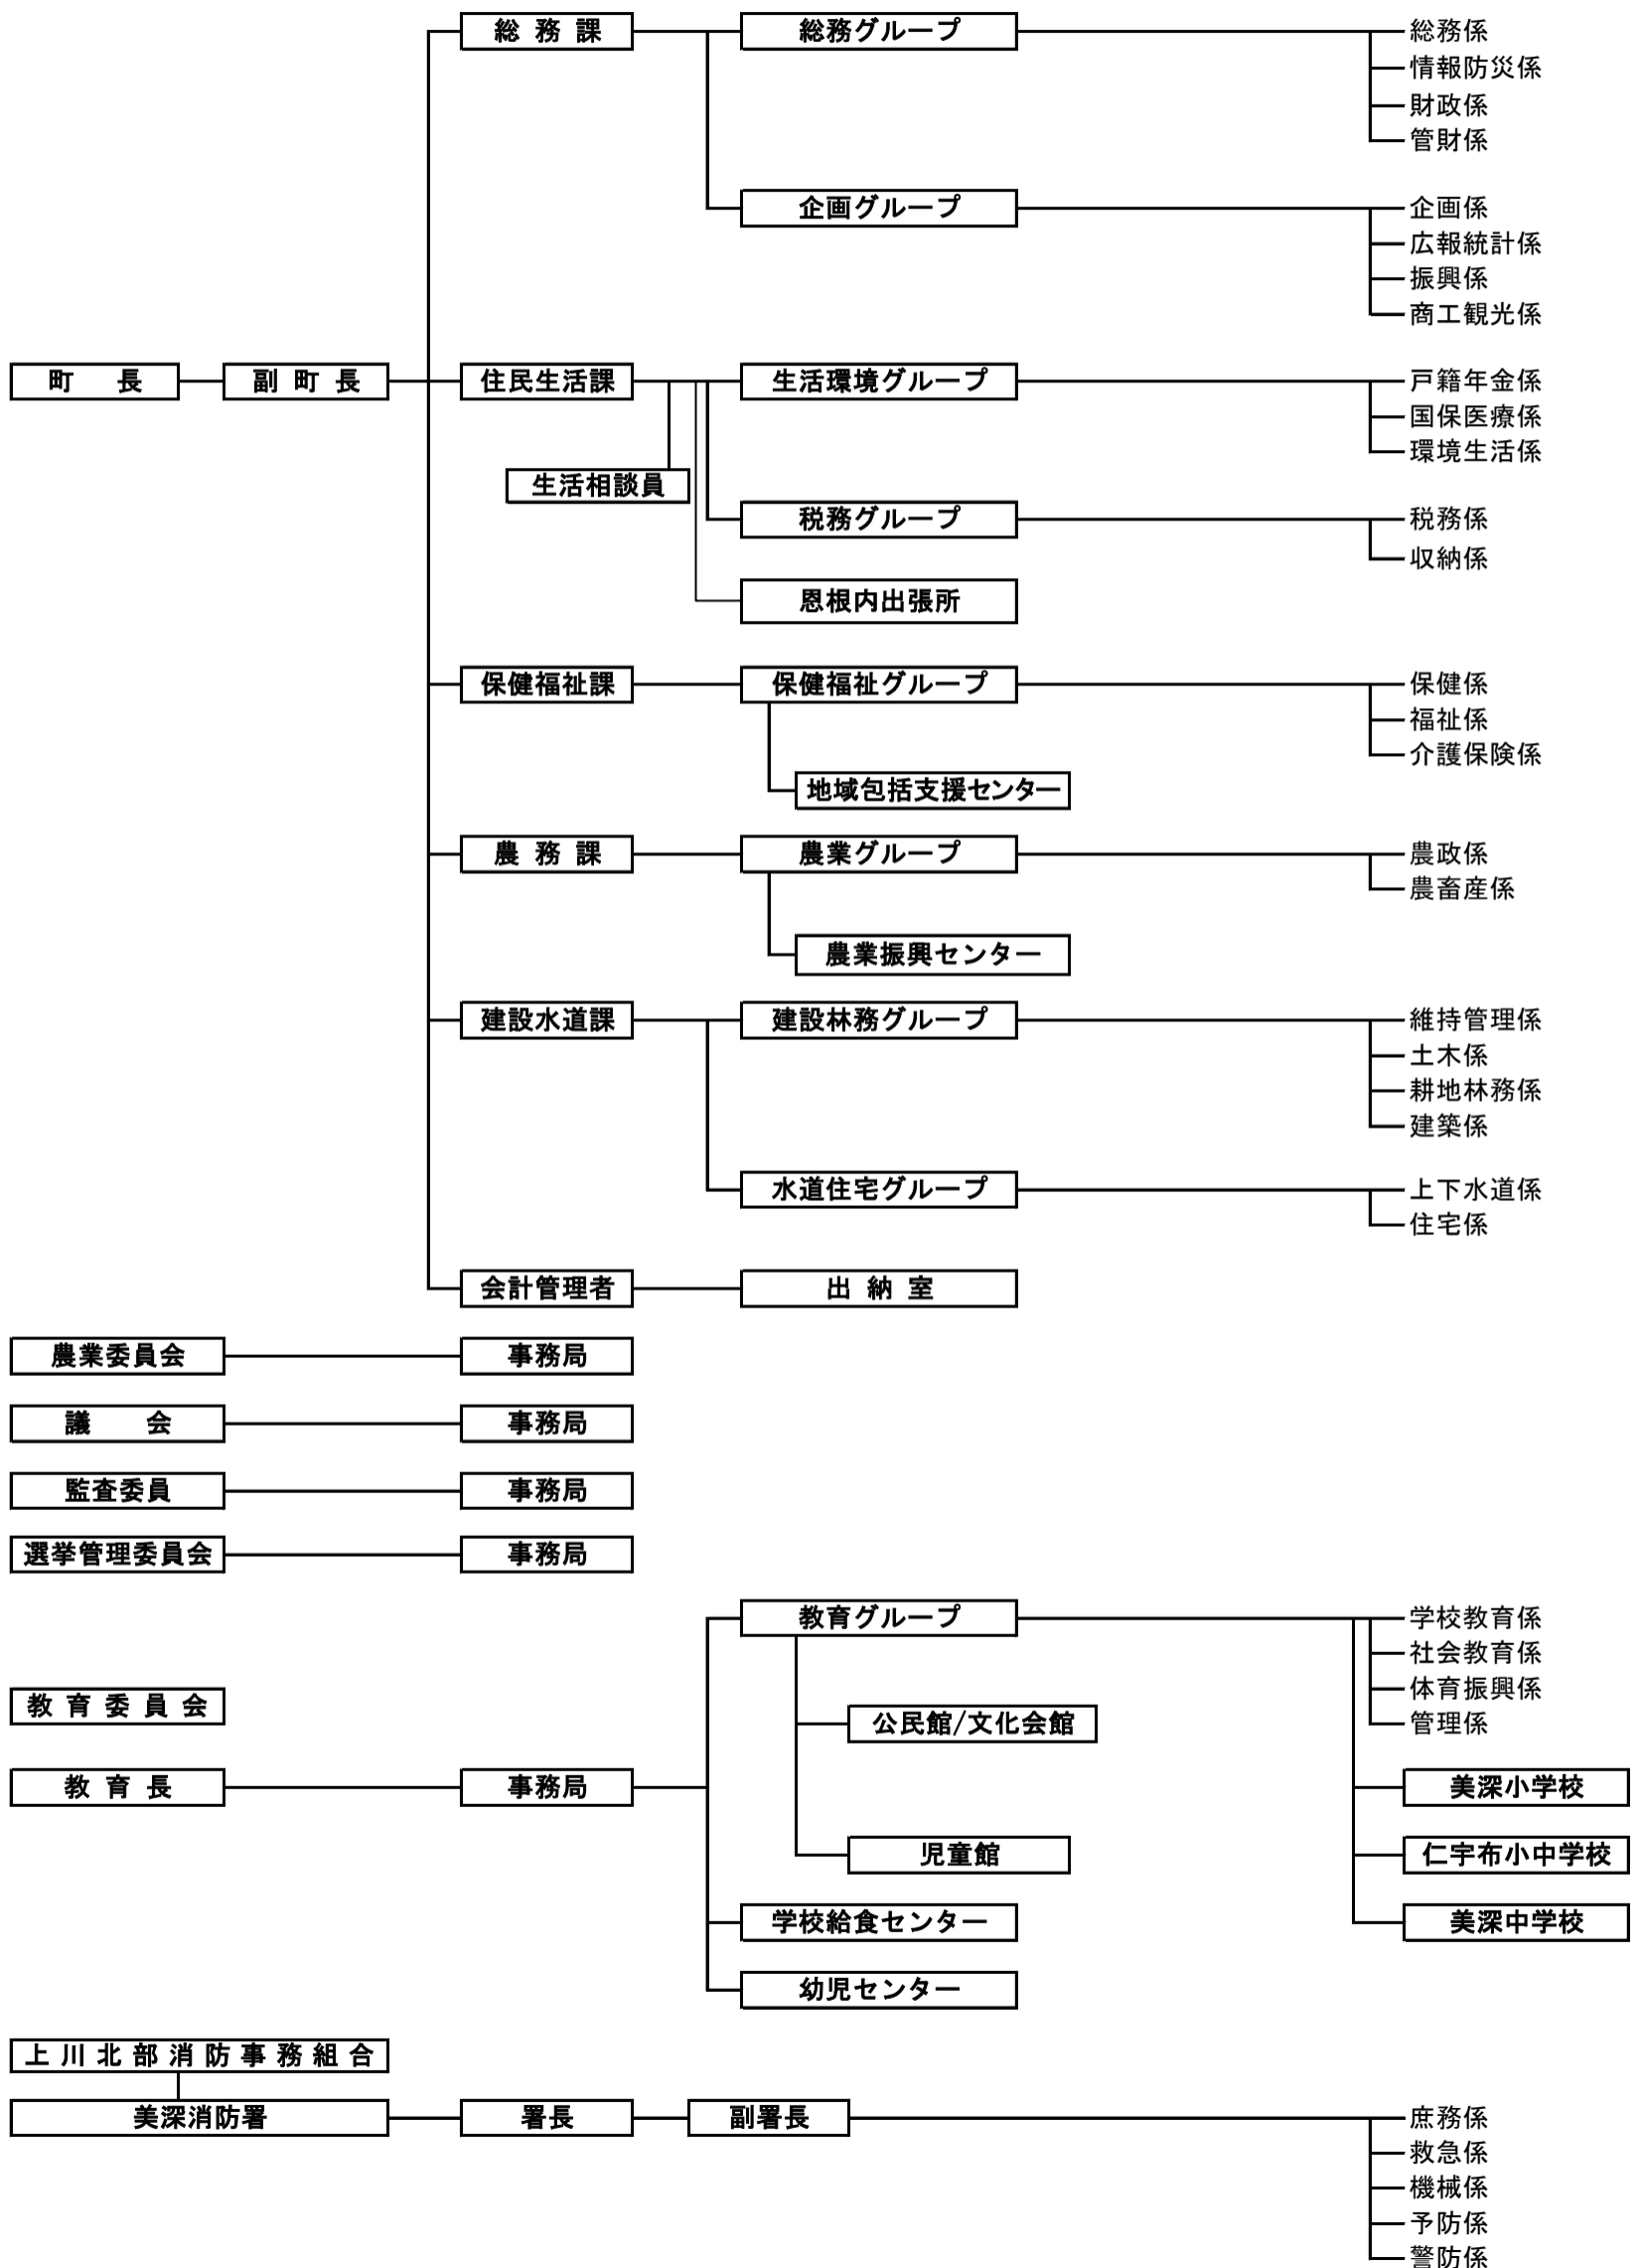 総務課 総務グループ 総務係
情報防災係
財政係
管財係
企画グループ 企画係
広報統計係
振興係
商工観光係
町長 副町長 住民生活課 生活環境グループ 戸籍年金係
国保医療係
環境生活係
生活相談員
税務グループ 税務係
収納係
恩根内出張所
保健福祉課 保健福祉グループ 保健係
福祉係
介護保険係
地域包括支援センター
農務課 農業グループ 農政係
農畜産係
農業振興センター
建設水道課 建設林務グループ 維持管理係
土木係
耕地林務係
建築係
水道住宅グループ 上下水道係
住宅係
会計管理者 出納室
農業委員会 事務局
議会 事務局
監査委員 事務局
選挙管理委員会 事務局
教育グループ 学校教育係
社会教育係
体育振興係
教育委員会
公民館/文化会館 管理係
教育長 事務局 美深小学校
児童館 仁宇布小中学校
学校給食センター 美深中学校
幼児センター
上川北部消防事務組合
美深消防署 署長 副署長 庶務係
救急係
機械係
予防係
警防係